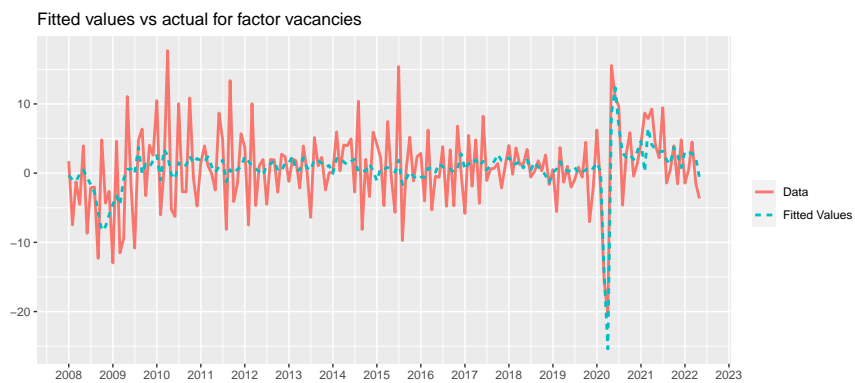 Fitted values vs actual for factor vacancies
10
0
−10
−20
2008 2009 2010 2011 2012 2013 2014 2015 2016 2017 2018 2019 2020 2021 2022 2023
Data
Fitted Values